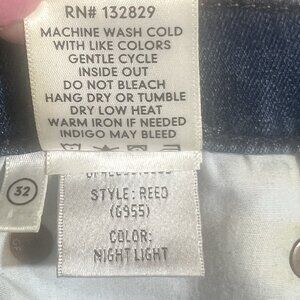 RN# 132829
MACHINE WASH COLD
WITH LIKE COLORS
GENTLE CYCLE
INSIDE OUT
DO NOT BLEACH
HANG DRY OR TUMBLE
DRY LOW HEAT
WARM IRON IF NEEDED
INDIGO MAY BLEED
32
STYLE: REED
(G955)
COLOR:
NIGHT LIGHT